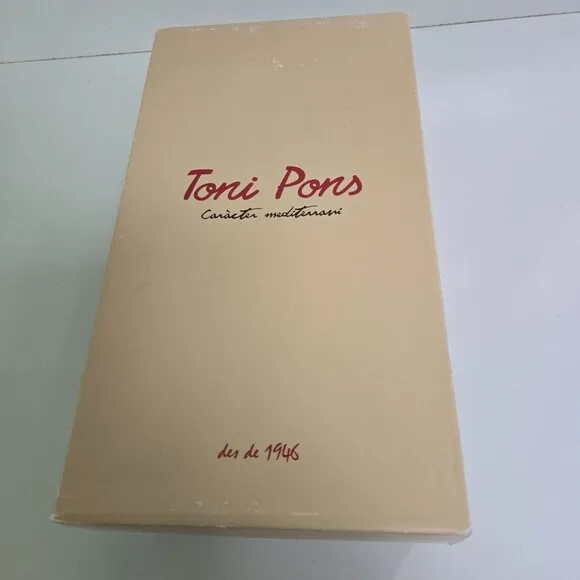 Toni Pons
Caràcter mediterrani
des de 1946